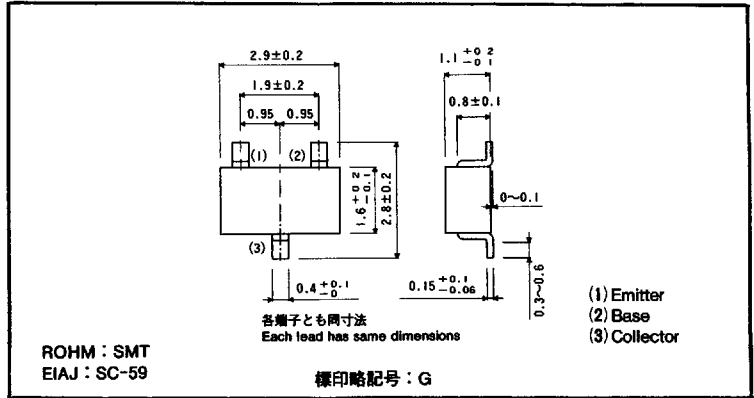 2.9±0.2
1.9±0.2
0.95 0.95
(1) (2)
(3)
1.6 +0.2 -0.1
2.8±0.2
0.4 +0.1 -0
各端子とも同寸法
Each lead has same dimensions
1.1 +0.2 -0.1
0.8±0.1
0~0.1
0.15 +0.1 -0.06
0.3~0.6
(1) Emitter
(2) Base
(3) Collector
ROHM : SMT
EIAJ : SC-59
標印略記号 : G